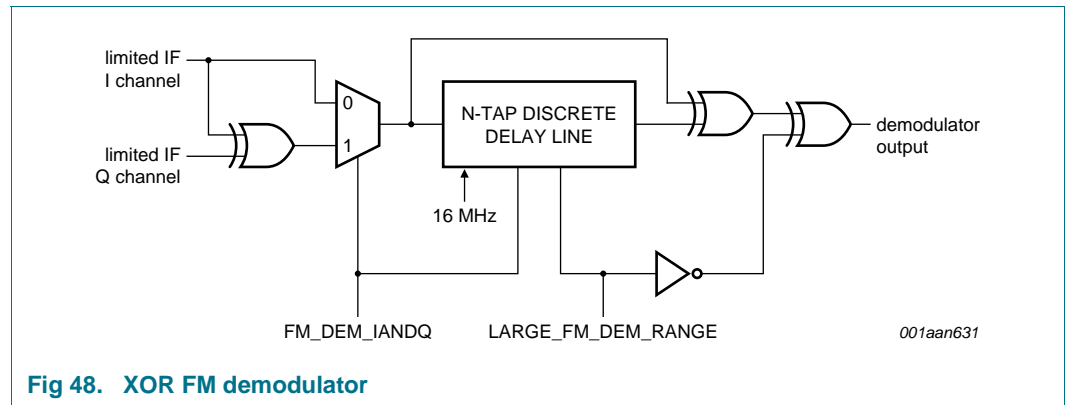 limited IF
I channel
limited IF
Q channel
0
1
N-TAP DISCRETE
DELAY LINE
16 MHz
demodulator
output
FM_DEM_IANDQ
LARGE_FM_DEM_RANGE
001aan631
Fig 48. XOR FM demodulator